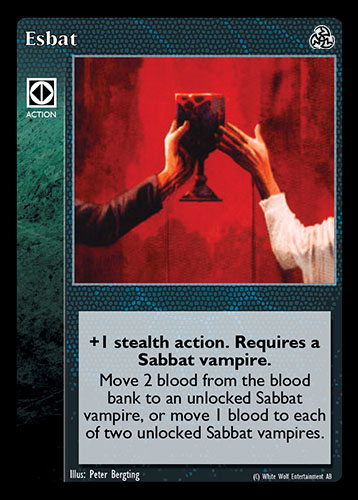 Esbat
ACTION
+1 stealth action. Requires a
Sabbat vampire.
Move 2 blood from the blood
bank to an unlocked Sabbat
vampire, or move 1 blood to each
of two unlocked Sabbat vampires.
Illus: Peter Bergting
(C) White Wolf Entertainment AB